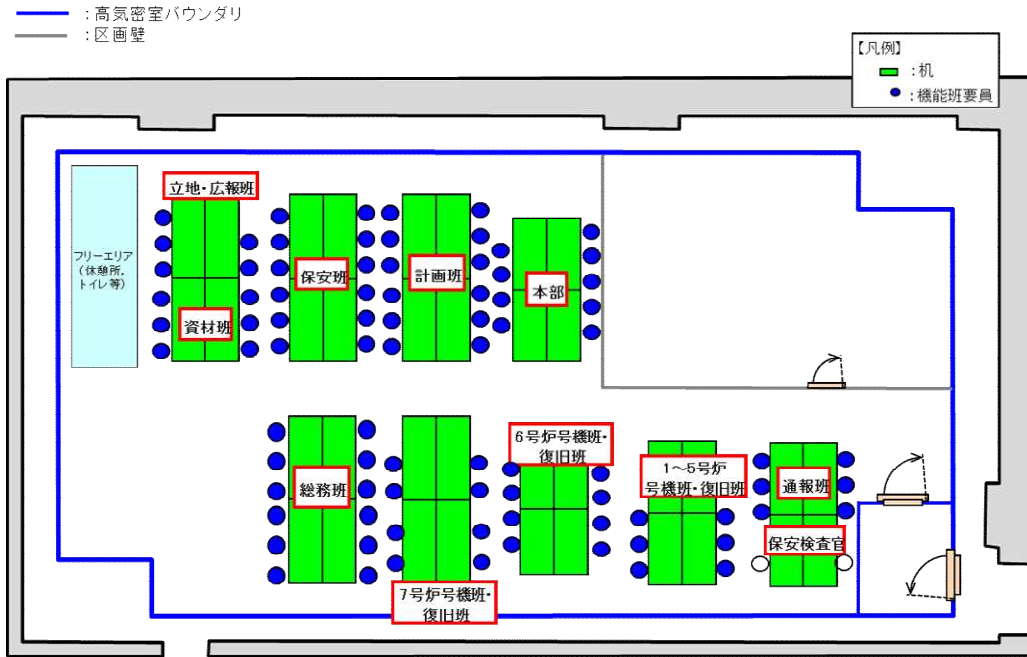 ：高気密室バウンダリ
：区画壁
【凡例】
：机
：機能班要員
立地・広報班
フリーエリア
（休憩所，
トイレ等）
保安班
計画班
本部
資材班
6号炉号機班・
復旧班
1～5号炉
号機班・復旧班
総務班
通報班
保安検査官
7号炉号機班・
復旧班